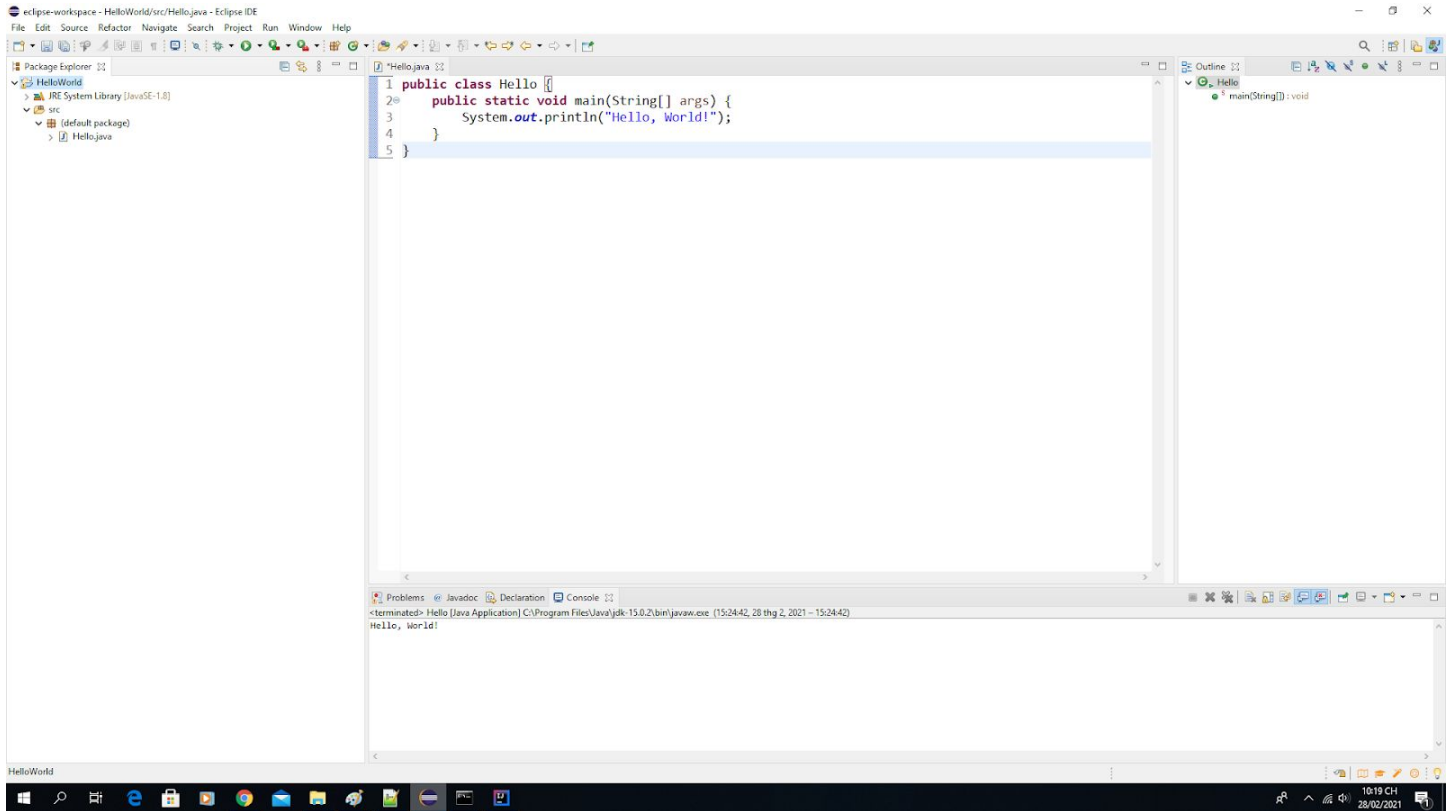 eclipse-workspace - HelloWorld/src/Hello.java - Eclipse IDE
File Edit Source Refactor Navigate Search Project Run Window Help
Package Explorer
HelloWorld
JRE System Library [JavaSE-1.8]
src
(default package)
Hello.java
*Hello.java
1 public class Hello {
2 public static void main(String[] args) {
3 System.out.println("Hello, World!");
4 }
5 }
Outline
Hello
main(String[]) : void
Problems Javadoc Declaration Console
<terminated> Hello [Java Application] C:\Program Files\Java\jdk-15.0.2\bin\javaw.exe (15:24:42, 28 thg 2, 2021 – 15:24:42)
Hello, World!
HelloWorld
10:19 CH
28/02/2021